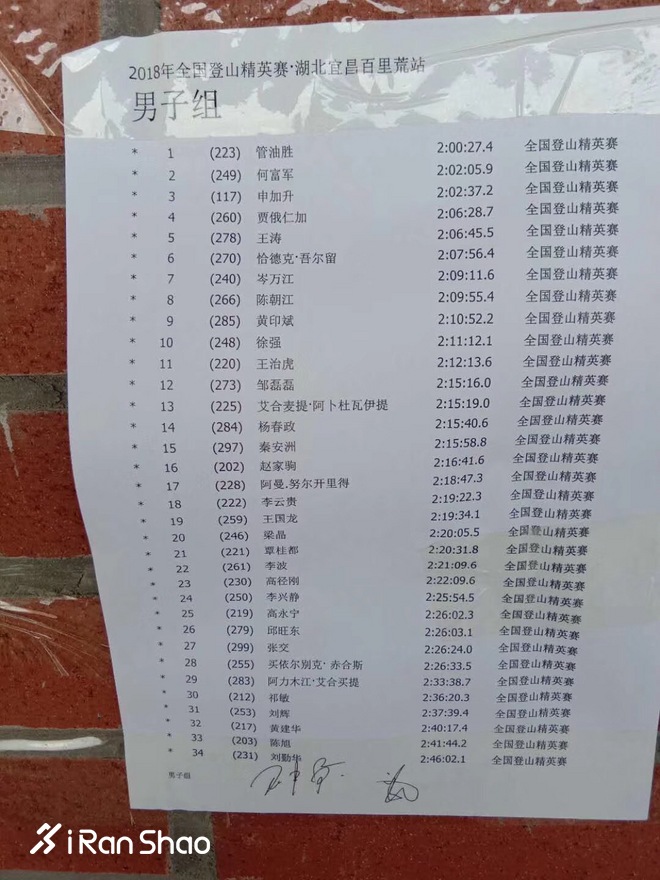 2018年全国登山精英赛·湖北宜昌百里荒站
男子组
* 1 (223) 管油胜 2:00:27.4 全国登山精英赛
* 2 (249) 何富军 2:02:05.9 全国登山精英赛
* 3 (117) 申加升 2:02:37.2 全国登山精英赛
* 4 (260) 贾俄仁加 2:06:28.7 全国登山精英赛
* 5 (278) 王涛 2:06:45.5 全国登山精英赛
* 6 (270) 恰德克·吾尔留 2:07:56.4 全国登山精英赛
* 7 (240) 岑万江 2:09:11.6 全国登山精英赛
* 8 (266) 陈朝江 2:09:55.4 全国登山精英赛
* 9 (285) 黄印斌 2:10:52.2 全国登山精英赛
* 10 (248) 徐强 2:11:12.1 全国登山精英赛
* 11 (220) 王治虎 2:12:13.6 全国登山精英赛
* 12 (273) 邹磊磊 2:15:16.0 全国登山精英赛
* 13 (225) 艾合麦提·阿卜杜瓦伊提 2:15:19.0 全国登山精英赛
* 14 (284) 杨春政 2:15:40.6 全国登山精英赛
* 15 (297) 秦安洲 2:15:58.8 全国登山精英赛
* 16 (202) 赵家驹 2:16:41.6 全国登山精英赛
* 17 (228) 阿曼.努尔开里得 2:18:47.3 全国登山精英赛
* 18 (222) 李云贵 2:19:22.3 全国登山精英赛
* 19 (259) 王国龙 2:19:34.1 全国登山精英赛
* 20 (246) 梁晶 2:20:05.5 全国登山精英赛
* 21 (221) 覃桂都 2:20:31.8 全国登山精英赛
* 22 (261) 李波 2:21:09.6 全国登山精英赛
* 23 (230) 高径刚 2:22:09.6 全国登山精英赛
* 24 (250) 李兴静 2:25:54.5 全国登山精英赛
* 25 (219) 高永宁 2:26:02.3 全国登山精英赛
* 26 (279) 邱旺东 2:26:03.1 全国登山精英赛
* 27 (299) 张交 2:26:24.0 全国登山精英赛
* 28 (255) 买依尔别克· 赤合斯 2:26:33.5 全国登山精英赛
* 29 (283) 阿力木江·艾合买提 2:33:38.7 全国登山精英赛
* 30 (212) 祁敏 2:36:20.3 全国登山精英赛
* 31 (253) 刘辉 2:37:39.4 全国登山精英赛
* 32 (217) 黄建华 2:40:17.4 全国登山精英赛
* 33 (203) 陈旭 2:41:44.2 全国登山精英赛
* 34 (231) 刘勤华 2:46:02.1 全国登山精英赛
男子组
iRanShao